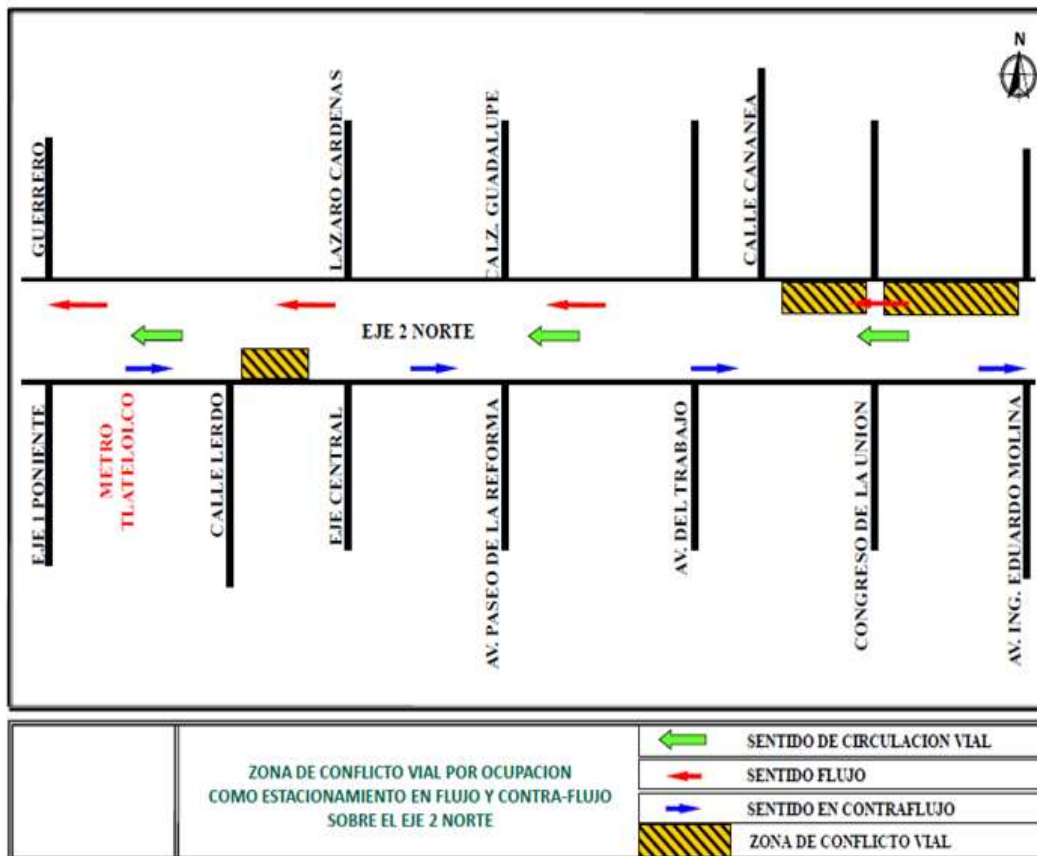 N
GUERRERO
LAZARO CARDENAS
CALZ. GUADALUPE
CALLE CANANEA
EJE 2 NORTE
EJE 1 PONIENTE
METRO
TLATELOLCO
CALLE LERDO
EJE CENTRAL
AV. PASEO DE LA REFORMA
AV. DEL TRABAJO
CONGRESO DE LA UNION
AV. ING. EDUARDO MOLINA
ZONA DE CONFLICTO VIAL POR OCUPACION
COMO ESTACIONAMIENTO EN FLUJO Y CONTRA-FLUJO
SOBRE EL EJE 2 NORTE
SENTIDO DE CIRCULACION VIAL
SENTIDO FLUJO
SENTIDO EN CONTRAFLUJO
ZONA DE CONFLICTO VIAL